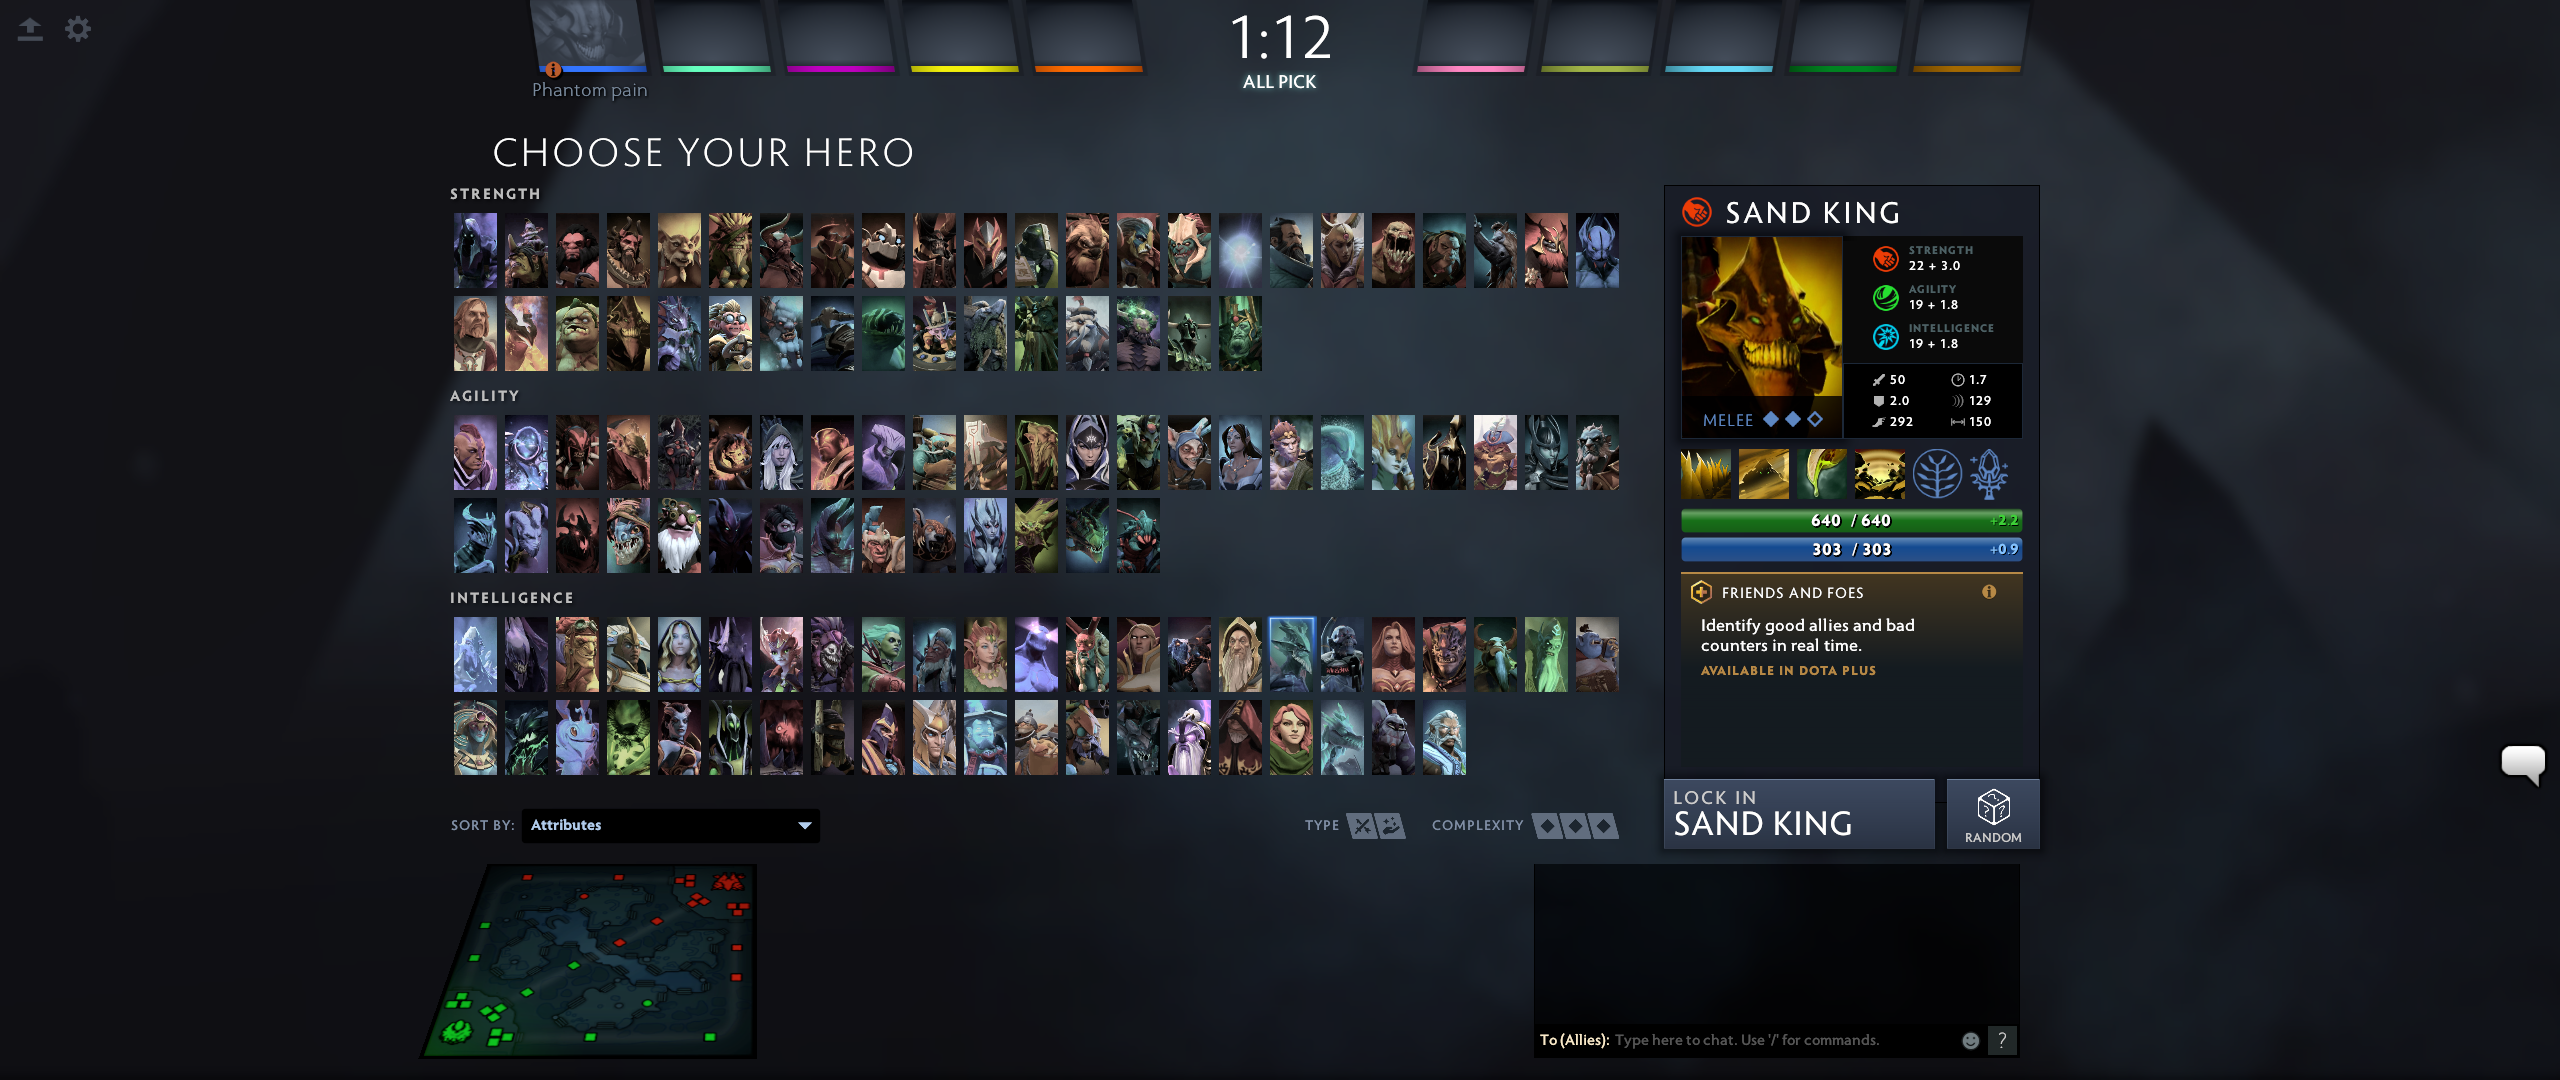 1:12
ALL PICK
Phantom pain
CHOOSE YOUR HERO
STRENGTH
AGILITY
INTELLIGENCE
SORT BY: Attributes
TYPE
COMPLEXITY
SAND KING
STRENGTH
22 + 3.0
AGILITY
19 + 1.8
INTELLIGENCE
19 + 1.8
MELEE
50 1.7
2.0 129
292 150
640 / 640 +2.2
303 / 303 +0.9
FRIENDS AND FOES
Identify good allies and bad
counters in real time.
AVAILABLE IN DOTA PLUS
LOCK IN
SAND KING
RANDOM
To (Allies): Type here to chat. Use '/' for commands.
?